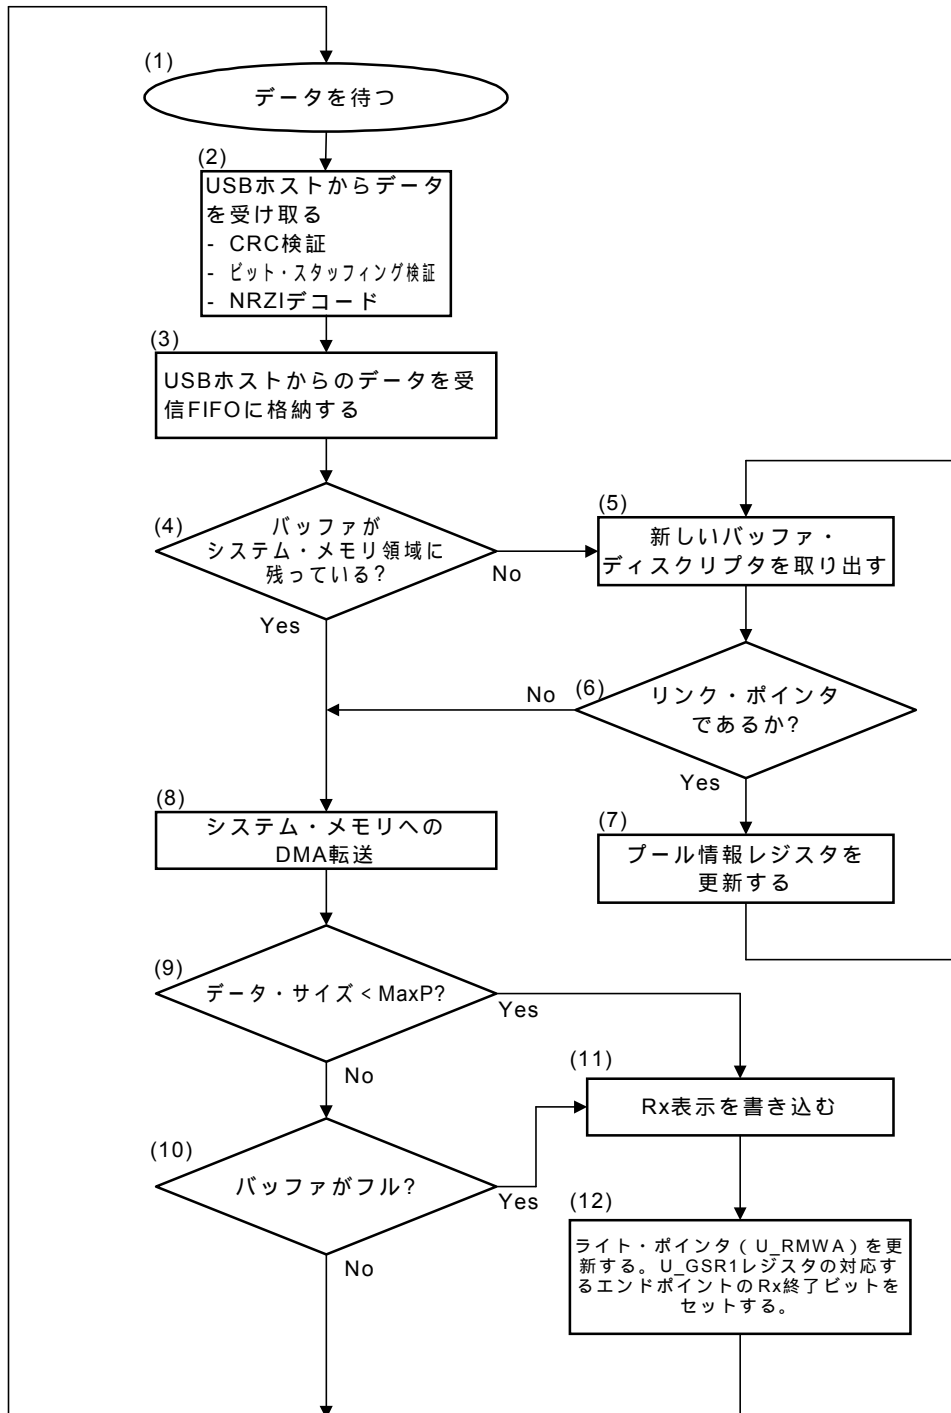 (1)
データを待つ
(2)
USBホストからデータ
を受け取る
- CRC検証
- ビット・スタッフィング検証
- NRZIデコード
(3)
USBホストからのデータを受
信FIFOに格納する
(4)
バッファが
システム・メモリ領域に
残っている?
No
Yes
(5)
新しいバッファ・
ディスクリプタを取り出す
(6)
リンク・ポインタ
であるか?
No
Yes
(7)
プール情報レジスタを
更新する
(8)
システム・メモリへの
DMA転送
(9)
データ・サイズ < MaxP?
Yes
No
(10)
バッファがフル?
Yes
No
(11)
Rx表示を書き込む
(12)
ライト・ポインタ ( U_RMWA ) を更
新する。U_GSR1レジスタの対応す
るエンドポイントのRx終了ビットを
セットする。